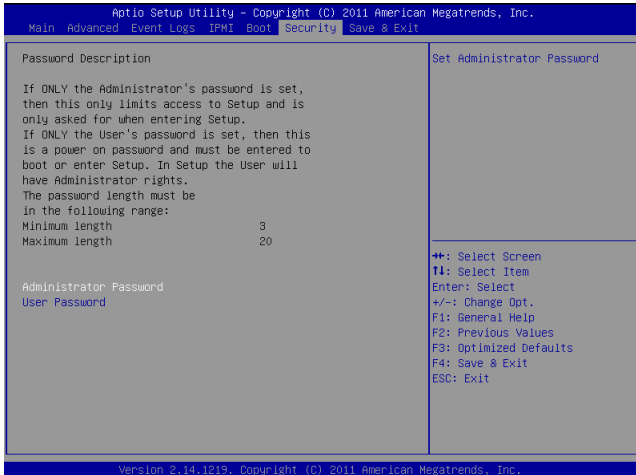 Aptio Setup Utility – Copyright (C) 2011 American Megatrends, Inc.
Main Advanced Event Logs IPMI Boot Security Save & Exit
Password Description
If ONLY the Administrator's password is set,
then this only limits access to Setup and is
only asked for when entering Setup.
If ONLY the User's password is set, then this
is a power on password and must be entered to
boot or enter Setup. In Setup the User will
have Administrator rights.
The password length must be
in the following range:
Minimum length 3
Maximum length 20
Administrator Password
User Password
Set Administrator Password
→←: Select Screen
↑↓: Select Item
Enter: Select
+/-: Change Opt.
F1: General Help
F2: Previous Values
F3: Optimized Defaults
F4: Save & Exit
ESC: Exit
Version 2.14.1219. Copyright (C) 2011 American Megatrends, Inc.